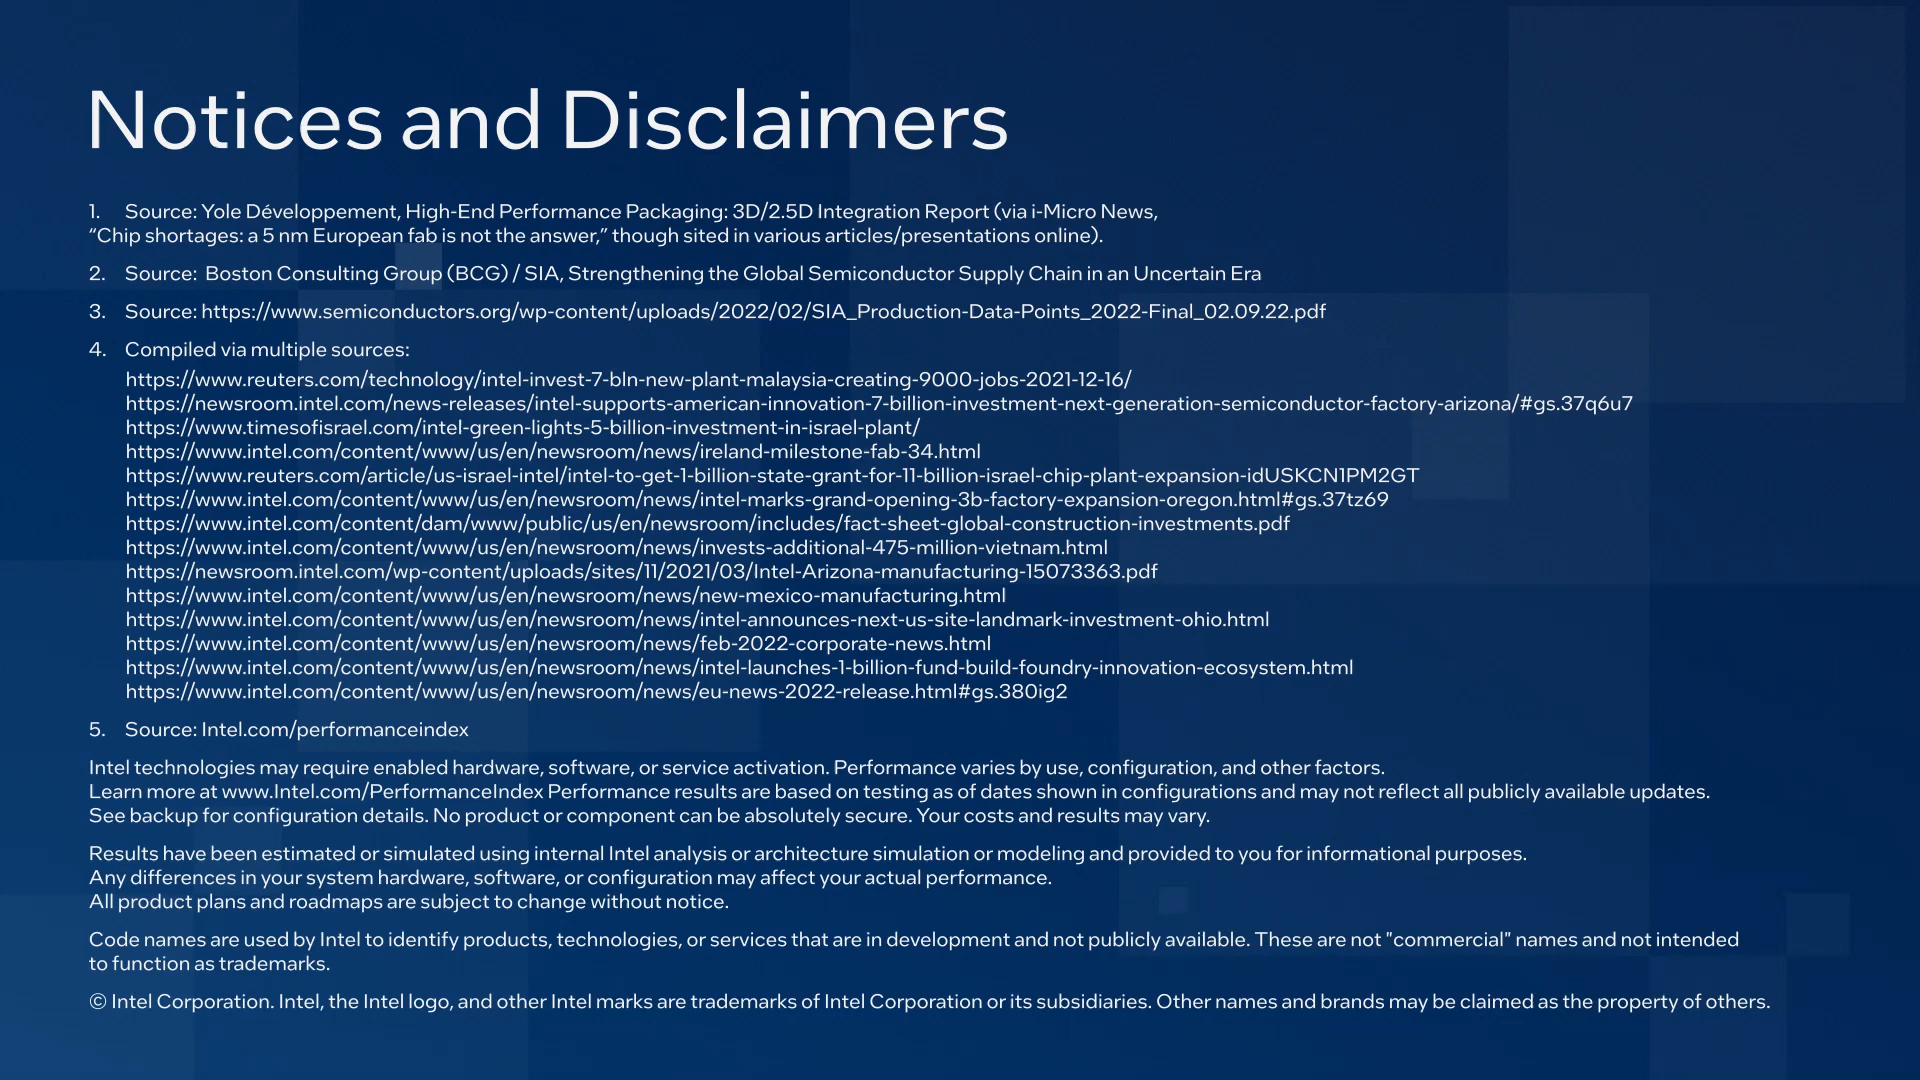 Notices and Disclaimers
1. Source: Yole Développement, High-End Performance Packaging: 3D/2.5D Integration Report (via i-Micro News,
“Chip shortages: a 5 nm European fab is not the answer,” though sited in various articles/presentations online).
2. Source:  Boston Consulting Group (BCG) / SIA, Strengthening the Global Semiconductor Supply Chain in an Uncertain Era
3. Source: https://www.semiconductors.org/wp-content/uploads/2022/02/SIA_Production-Data-Points_2022-Final_02.09.22.pdf
4. Compiled via multiple sources:
https://www.reuters.com/technology/intel-invest-7-bln-new-plant-malaysia-creating-9000-jobs-2021-12-16/
https://newsroom.intel.com/news-releases/intel-supports-american-innovation-7-billion-investment-next-generation-semiconductor-factory-arizona/#gs.37q6u7
https://www.timesofisrael.com/intel-green-lights-5-billion-investment-in-israel-plant/
https://www.intel.com/content/www/us/en/newsroom/news/ireland-milestone-fab-34.html
https://www.reuters.com/article/us-israel-intel/intel-to-get-1-billion-state-grant-for-11-billion-israel-chip-plant-expansion-idUSKCN1PM2GT
https://www.intel.com/content/www/us/en/newsroom/news/intel-marks-grand-opening-3b-factory-expansion-oregon.html#gs.37tz69
https://www.intel.com/content/dam/www/public/us/en/newsroom/includes/fact-sheet-global-construction-investments.pdf
https://www.intel.com/content/www/us/en/newsroom/news/invests-additional-475-million-vietnam.html
https://newsroom.intel.com/wp-content/uploads/sites/11/2021/03/Intel-Arizona-manufacturing-15073363.pdf
https://www.intel.com/content/www/us/en/newsroom/news/new-mexico-manufacturing.html
https://www.intel.com/content/www/us/en/newsroom/news/intel-announces-next-us-site-landmark-investment-ohio.html
https://www.intel.com/content/www/us/en/newsroom/news/feb-2022-corporate-news.html
https://www.intel.com/content/www/us/en/newsroom/news/intel-launches-1-billion-fund-build-foundry-innovation-ecosystem.html
https://www.intel.com/content/www/us/en/newsroom/news/eu-news-2022-release.html#gs.380ig2
5. Source: Intel.com/performanceindex
Intel technologies may require enabled hardware, software, or service activation. Performance varies by use, configuration, and other factors.
Learn more at www.Intel.com/PerformanceIndex Performance results are based on testing as of dates shown in configurations and may not reflect all publicly available updates.
See backup for configuration details. No product or component can be absolutely secure. Your costs and results may vary.
Results have been estimated or simulated using internal Intel analysis or architecture simulation or modeling and provided to you for informational purposes.
Any differences in your system hardware, software, or configuration may affect your actual performance.
All product plans and roadmaps are subject to change without notice.
Code names are used by Intel to identify products, technologies, or services that are in development and not publicly available. These are not "commercial" names and not intended
to function as trademarks.
© Intel Corporation. Intel, the Intel logo, and other Intel marks are trademarks of Intel Corporation or its subsidiaries. Other names and brands may be claimed as the property of others.